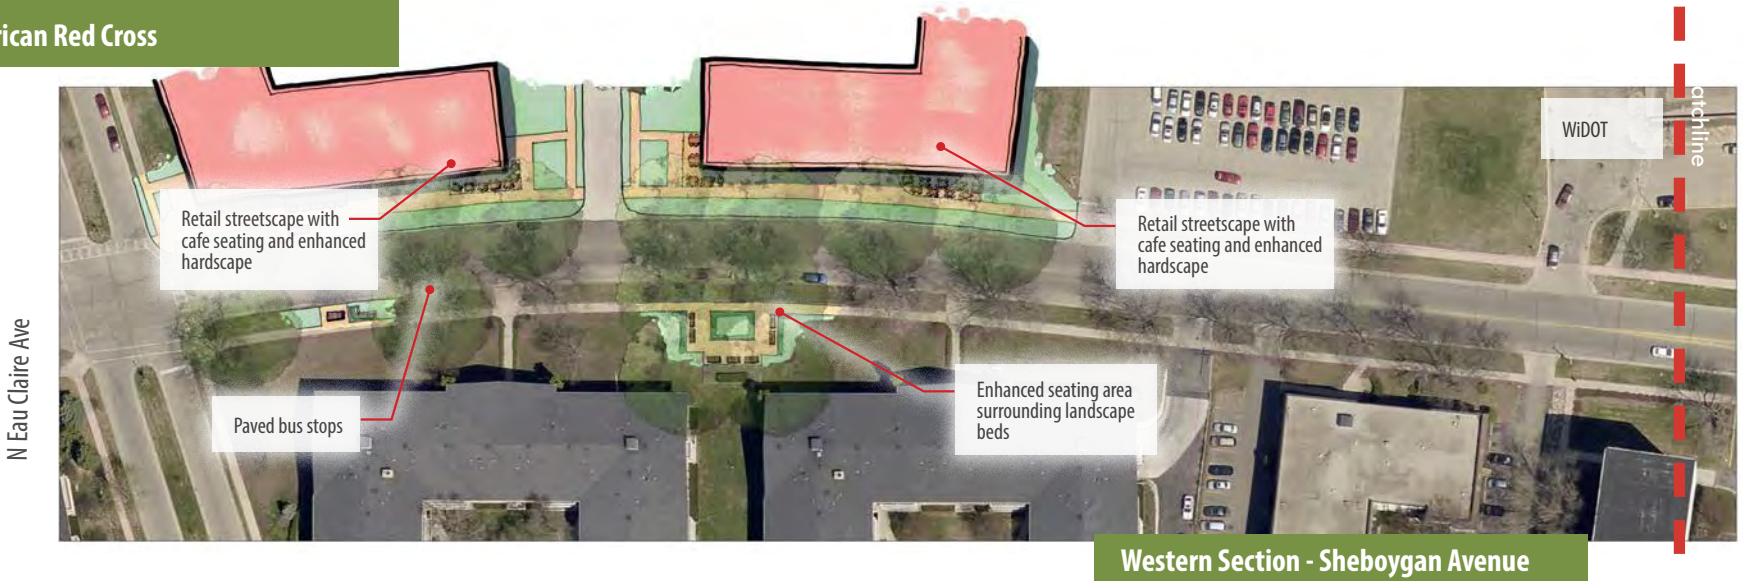 rican Red Cross
WiDOT
atchline
Retail streetscape with
cafe seating and enhanced
hardscape
Retail streetscape with
cafe seating and enhanced
hardscape
N Eau Claire Ave
Paved bus stops
Enhanced seating area
surrounding landscape
beds
Western Section - Sheboygan Avenue